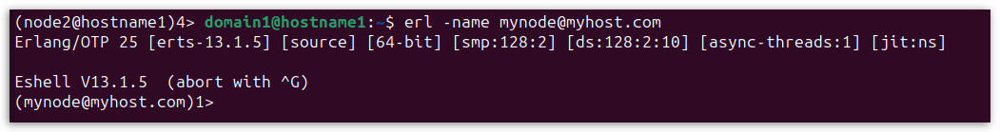 (node2@hostname1)4> domain1@hostname1:~$ erl -name mynode@myhost.com
Erlang/OTP 25 [erts-13.1.5] [source] [64-bit] [smp:128:2] [ds:128:2:10] [async-threads:1] [jit:ns]
Eshell V13.1.5  (abort with ^G)
(mynode@myhost.com)1>